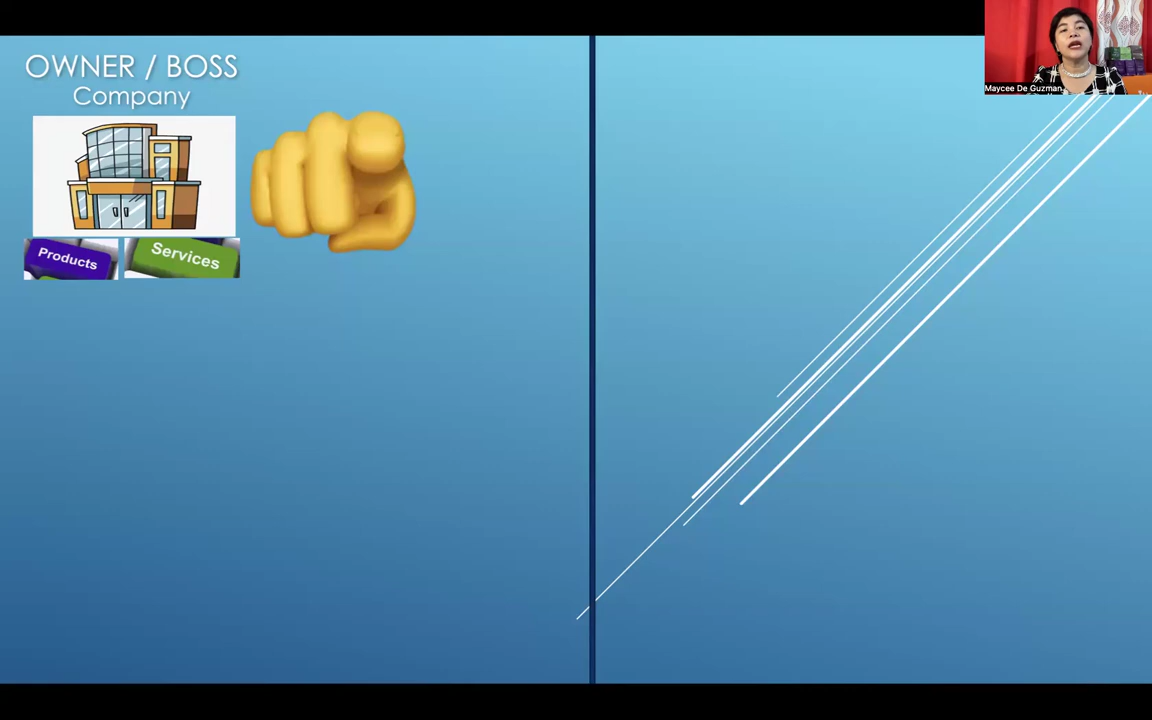 OWNER / BOSS
Company
Products
Services
Maycee De Guzman